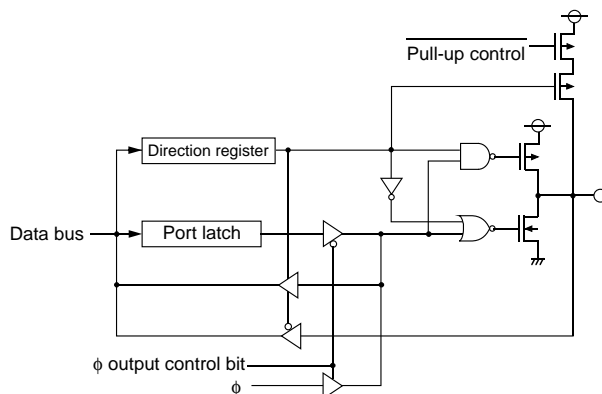 Pull-up control
Direction register
Data bus
Port latch
ϕ output control bit
ϕ